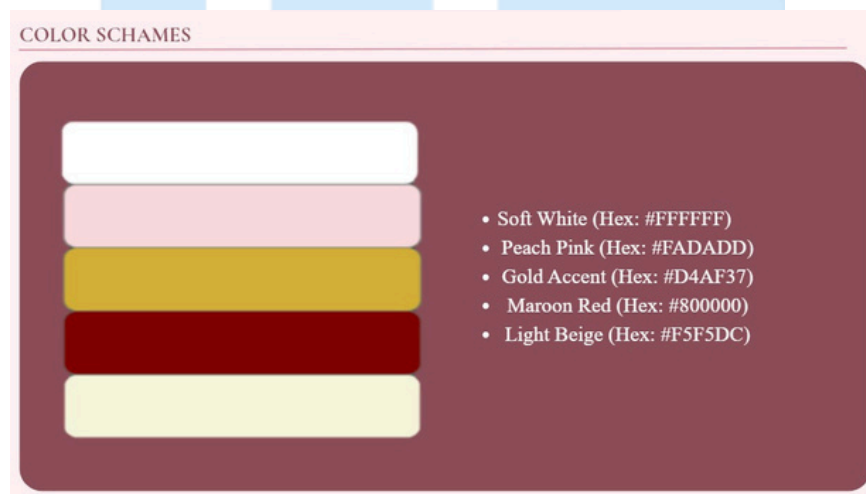 COLOR SCHAMES
• Soft White (Hex: #FFFFFF)
• Peach Pink (Hex: #FADADD)
• Gold Accent (Hex: #D4AF37)
• Maroon Red (Hex: #800000)
• Light Beige (Hex: #F5F5DC)